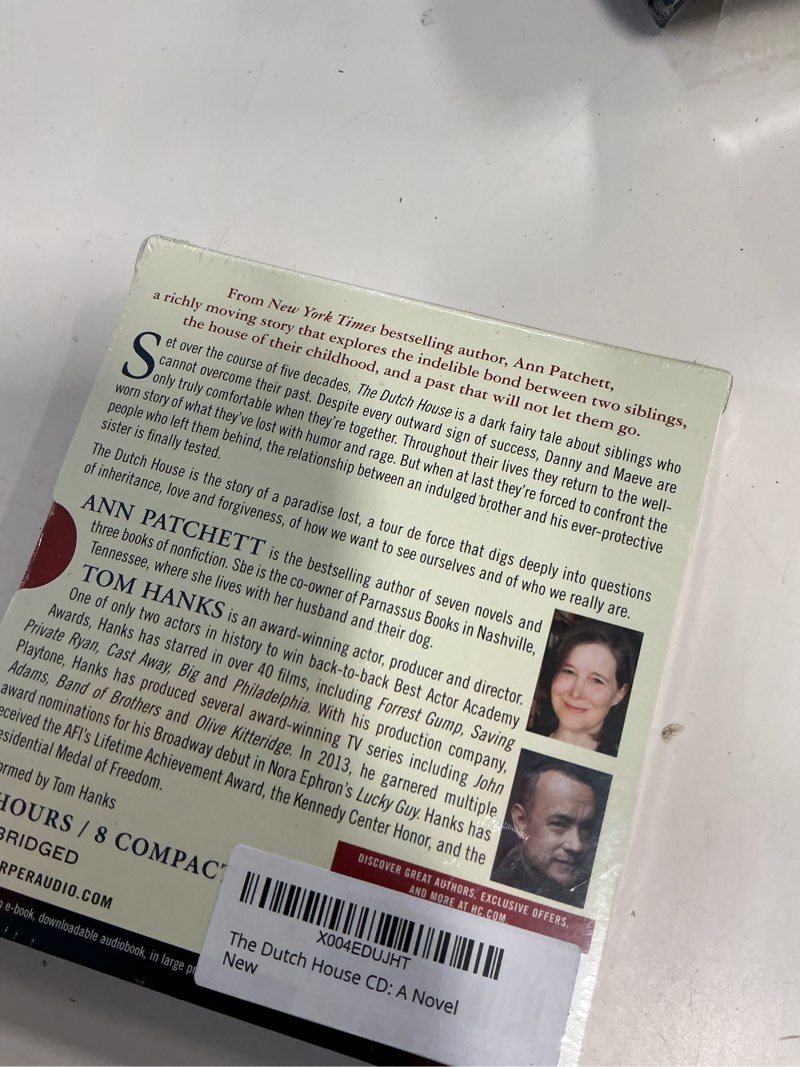 From New York Times bestselling author, Ann Patchett,
a richly moving story that explores the indelible bond between two siblings,
the house of their childhood, and a past that will not let them go.
Set over the course of five decades, The Dutch House is a dark fairy tale about siblings who
cannot overcome their past. Despite every outward sign of success, Danny and Maeve are
only truly comfortable when they're together. Throughout their lives they return to the well-
worn story of what they've lost with humor and rage. But when at last they're forced to confront the
people who left them behind, the relationship between an indulged brother and his ever-protective
sister is finally tested.
The Dutch House is the story of a paradise lost, a tour de force that digs deeply into questions
of inheritance, love and forgiveness, of how we want to see ourselves and of who we really are.
ANN PATCHETT is the bestselling author of seven novels and
three books of nonfiction. She is the co-owner of Parnassus Books in Nashville,
Tennessee, where she lives with her husband and their dog.
TOM HANKS is an award-winning actor, producer and director.
One of only two actors in history to win back-to-back Best Actor Academy
Awards, Hanks has starred in over 40 films, including Forrest Gump, Saving
Private Ryan, Cast Away, Big and Philadelphia. With his production company,
Playtone, Hanks has produced several award-winning TV series including John
Adams, Band of Brothers and Olive Kitteridge. In 2013, he garnered multiple
award nominations for his Broadway debut in Nora Ephron's Lucky Guy. Hanks has
eceived the AFI's Lifetime Achievement Award, the Kennedy Center Honor, and the
esidential Medal of Freedom.
ormed by Tom Hanks
HOURS / 8 COMPAC
BRIDGED
RPERAUDIO.COM
e-book, downloadable audiobook, in large pr
DISCOVER GREAT AUTHORS, EXCLUSIVE OFFERS,
AND MORE AT HC.COM
X004EDUJHT
The Dutch House CD: A Novel
New